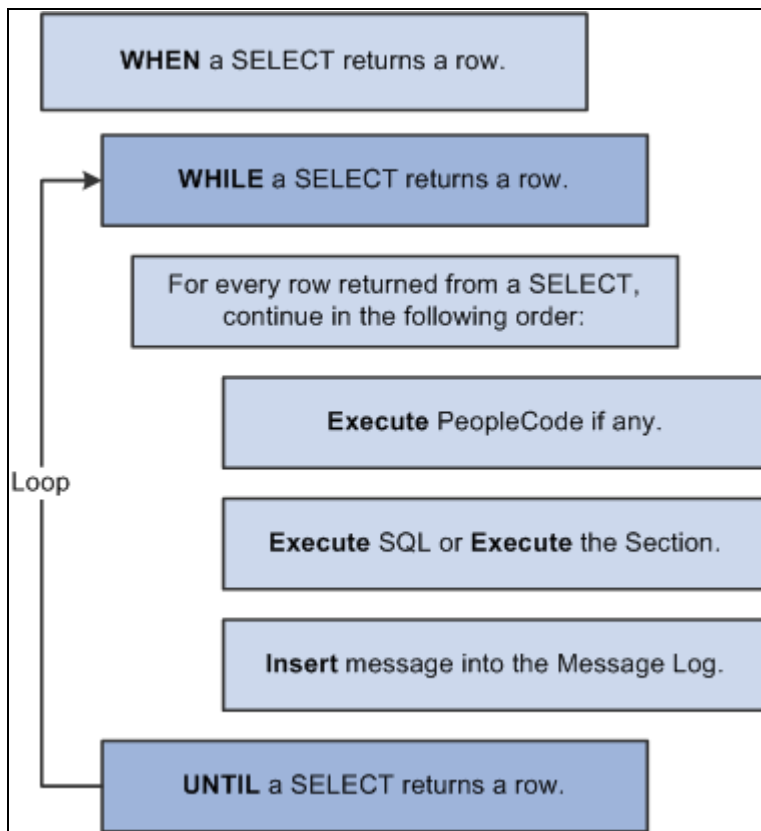 WHEN a SELECT returns a row.
WHILE a SELECT returns a row.
For every row returned from a SELECT,
continue in the following order:
Execute PeopleCode if any.
Loop
Execute SQL or Execute the Section.
Insert message into the Message Log.
UNTIL a SELECT returns a row.